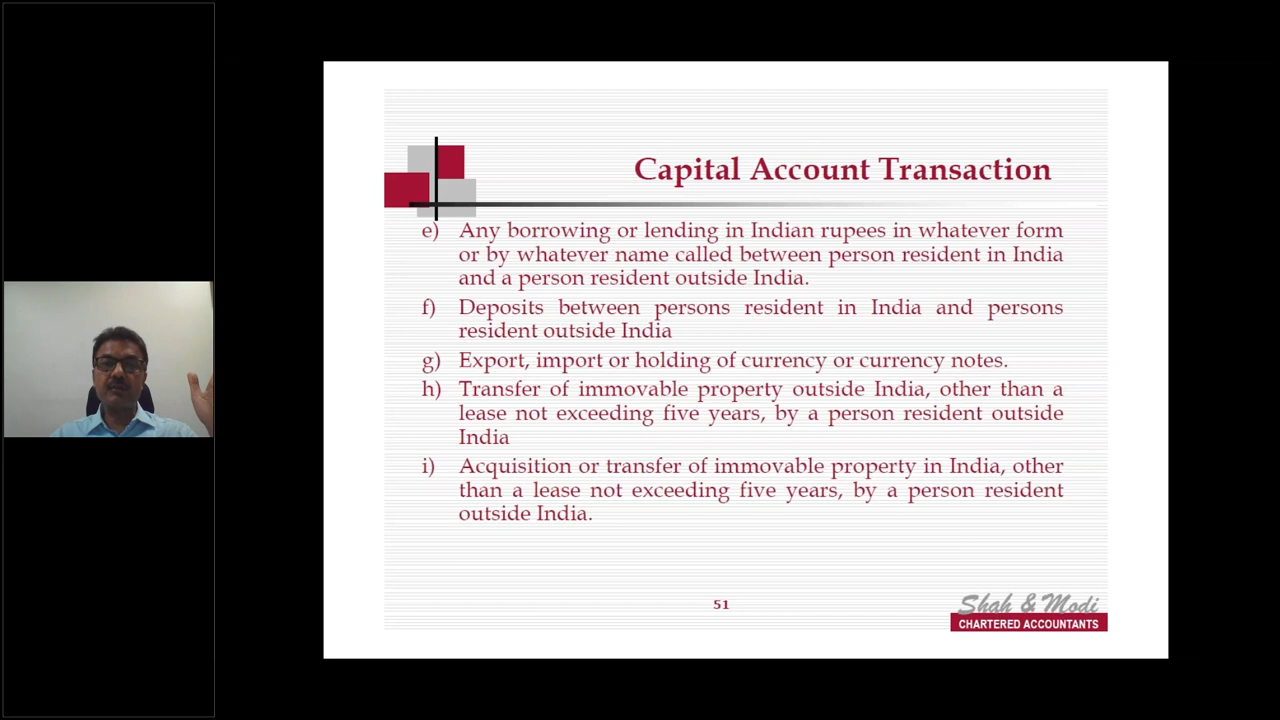 Capital Account Transaction
e) Any borrowing or lending in Indian rupees in whatever form
or by whatever name called between person resident in India
and a person resident outside India.
f) Deposits between persons resident in India and persons
resident outside India
g) Export, import or holding of currency or currency notes.
h) Transfer of immovable property outside India, other than a
lease not exceeding five years, by a person resident outside
India
i) Acquisition or transfer of immovable property in India, other
than a lease not exceeding five years, by a person resident
outside India.
51
Shah & Modi
CHARTERED ACCOUNTANTS